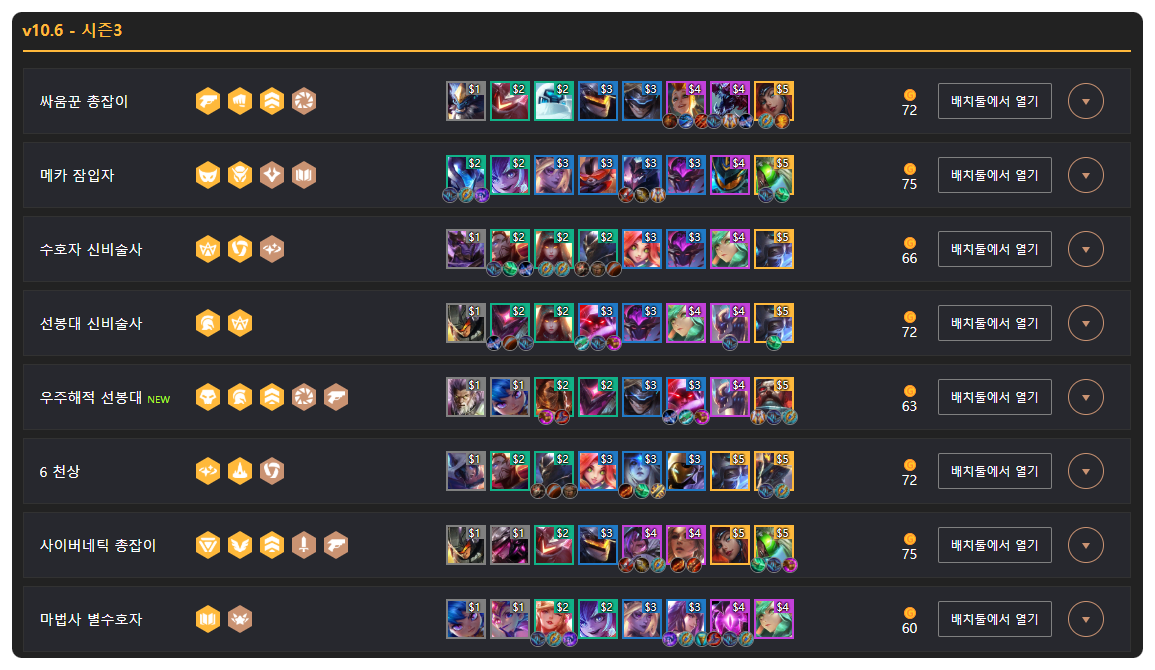 v10.6 - 시즌3
싸움꾼 총잡이 $1 $2 $2 $3 $3 $4 $4 $5 72 배치툴에서 열기
메카 잠입자 $2 $2 $3 $3 $3 $3 $4 $5 75 배치툴에서 열기
수호자 신비술사 $1 $2 $2 $2 $3 $3 $4 $5 66 배치툴에서 열기
선봉대 신비술사 $1 $2 $2 $3 $3 $4 $4 $5 72 배치툴에서 열기
우주해적 선봉대 NEW $1 $1 $2 $2 $3 $3 $4 $5 63 배치툴에서 열기
6 천상 $1 $2 $2 $3 $3 $3 $5 $5 72 배치툴에서 열기
사이버네틱 총잡이 $1 $1 $2 $3 $4 $4 $5 $5 75 배치툴에서 열기
마법사 별수호자 $1 $1 $2 $2 $3 $3 $4 $4 60 배치툴에서 열기